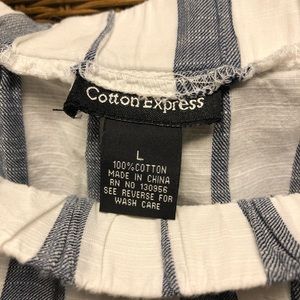 Cotton Express
L
100%COTTON
MADE IN CHINA
RN NO 130956
SEE REVERSE FOR
WASH CARE